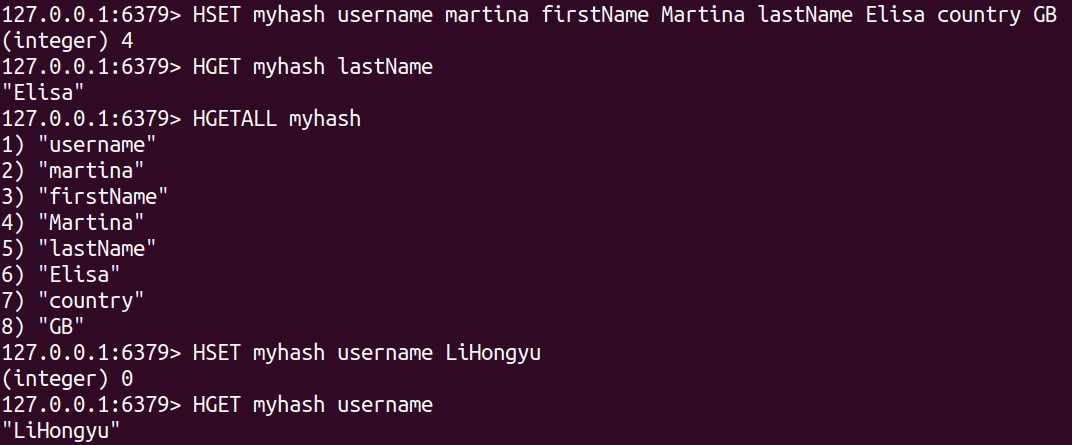 127.0.0.1:6379> HSET myhash username martina firstName Martina lastName Elisa country GB
(integer) 4
127.0.0.1:6379> HGET myhash lastName
"Elisa"
127.0.0.1:6379> HGETALL myhash
1) "username"
2) "martina"
3) "firstName"
4) "Martina"
5) "lastName"
6) "Elisa"
7) "country"
8) "GB"
127.0.0.1:6379> HSET myhash username LiHongyu
(integer) 0
127.0.0.1:6379> HGET myhash username
"LiHongyu"